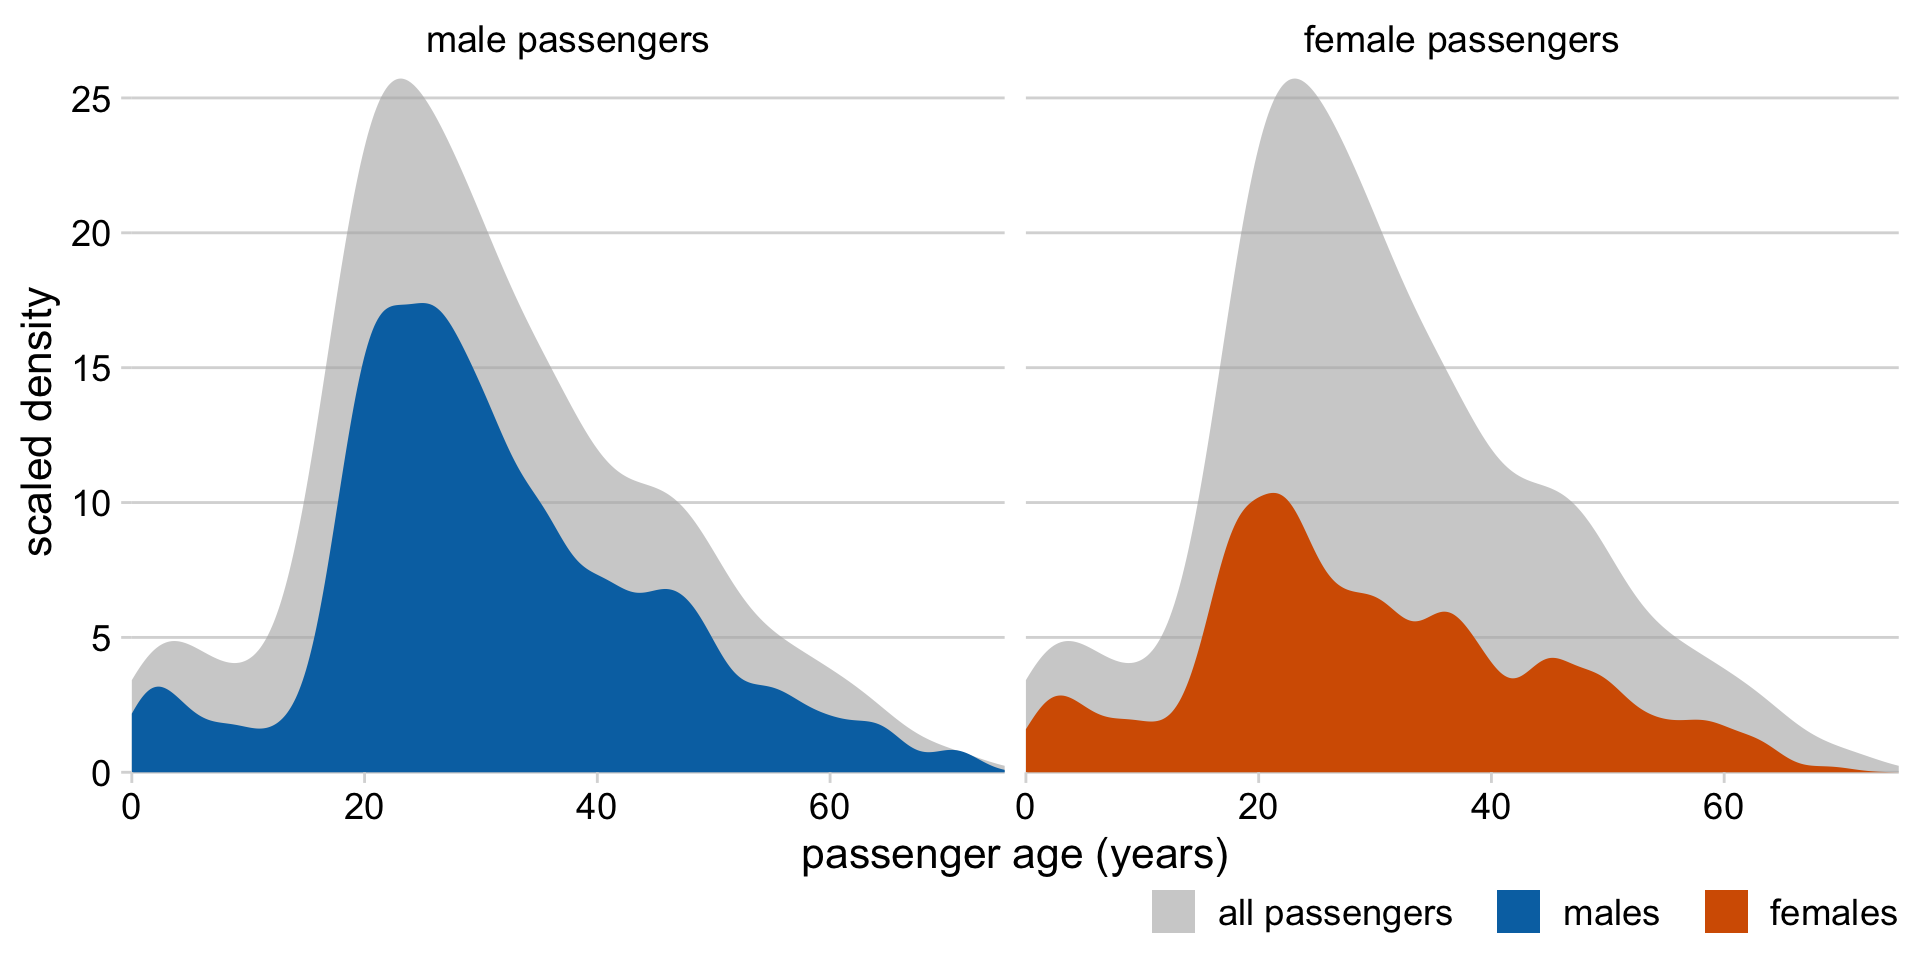 male passengers
female passengers
25
20
15
10
5
0
scaled density
0 20 40 60
0 20 40 60
passenger age (years)
all passengers males females